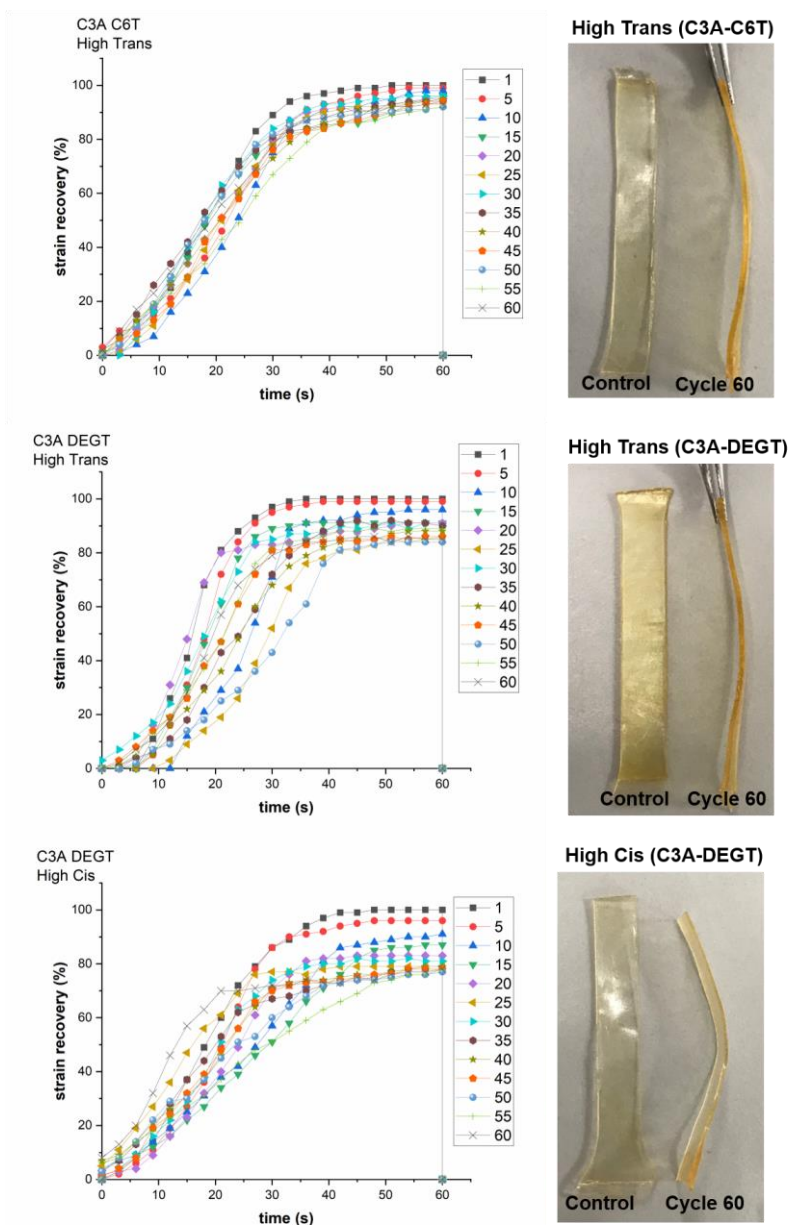 C3A C6T
High Trans
strain recovery (%)
100
80
60
40
20
0
0 10 20 30 40 50 60
time (s)
1
5
10
15
20
25
30
35
40
45
50
55
60
High Trans (C3A-C6T)
Control Cycle 60
C3A DEGT
High Trans
strain recovery (%)
100
80
60
40
20
0
0 10 20 30 40 50 60
time (s)
1
5
10
15
20
25
30
35
40
45
50
55
60
High Trans (C3A-DEGT)
Control Cycle 60
C3A DEGT
High Cis
strain recovery (%)
100
80
60
40
20
0
0 10 20 30 40 50 60
time (s)
1
5
10
15
20
25
30
35
40
45
50
55
60
High Cis (C3A-DEGT)
Control Cycle 60